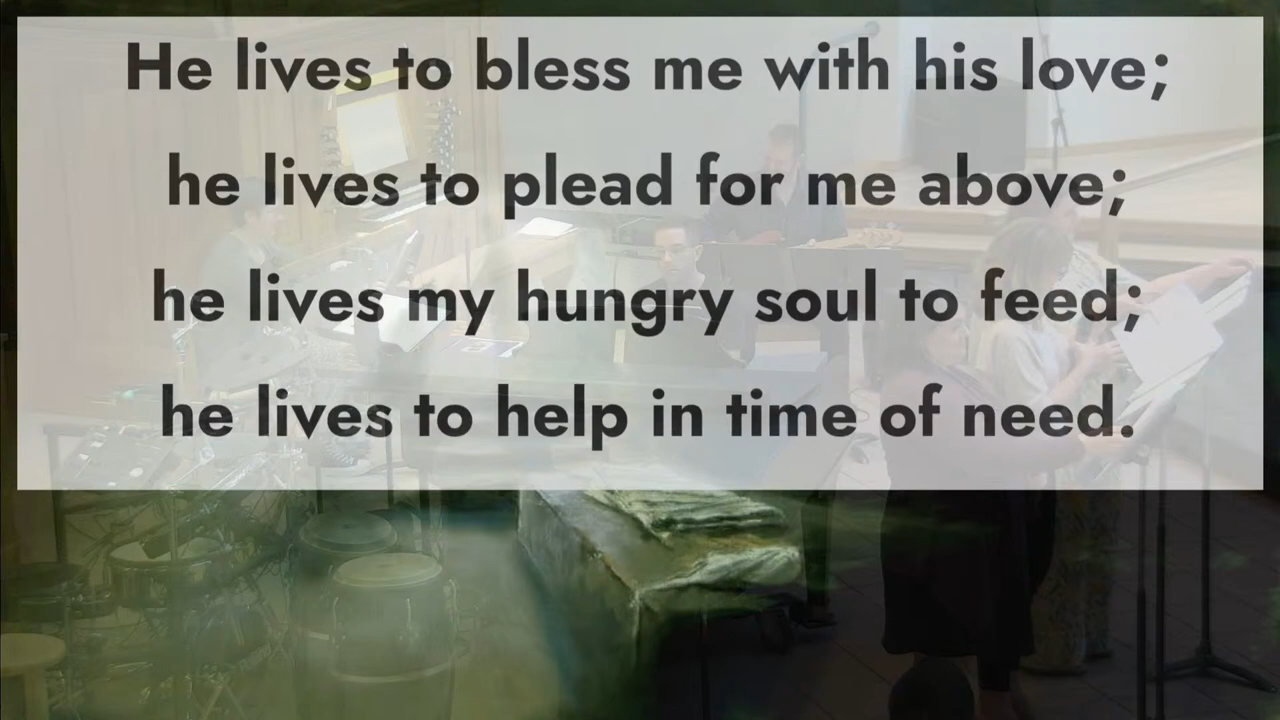 He lives to bless me with his love;
he lives to plead for me above;
he lives my hungry soul to feed;
he lives to help in time of need.